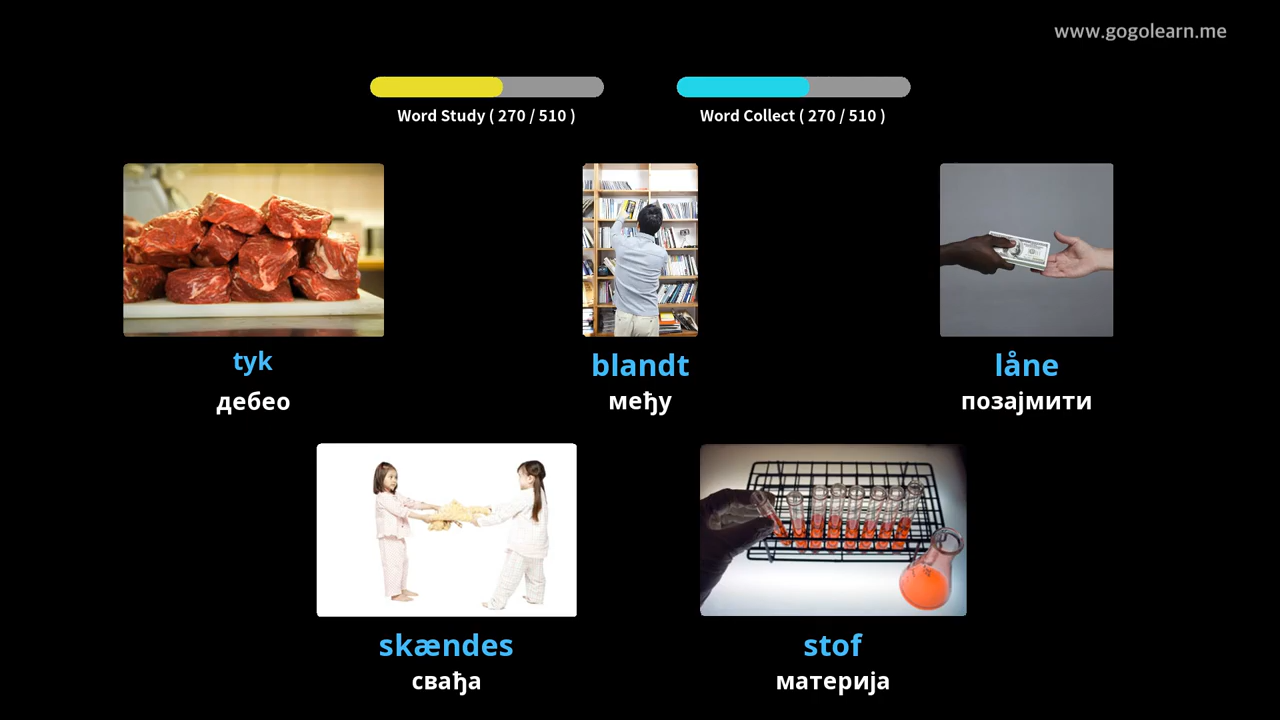 www.gogolearn.me
Word Study ( 270 / 510 )
Word Collect ( 270 / 510 )
tyk
дебео
blandt
међу
låne
позајмити
skændes
свађа
stof
материја